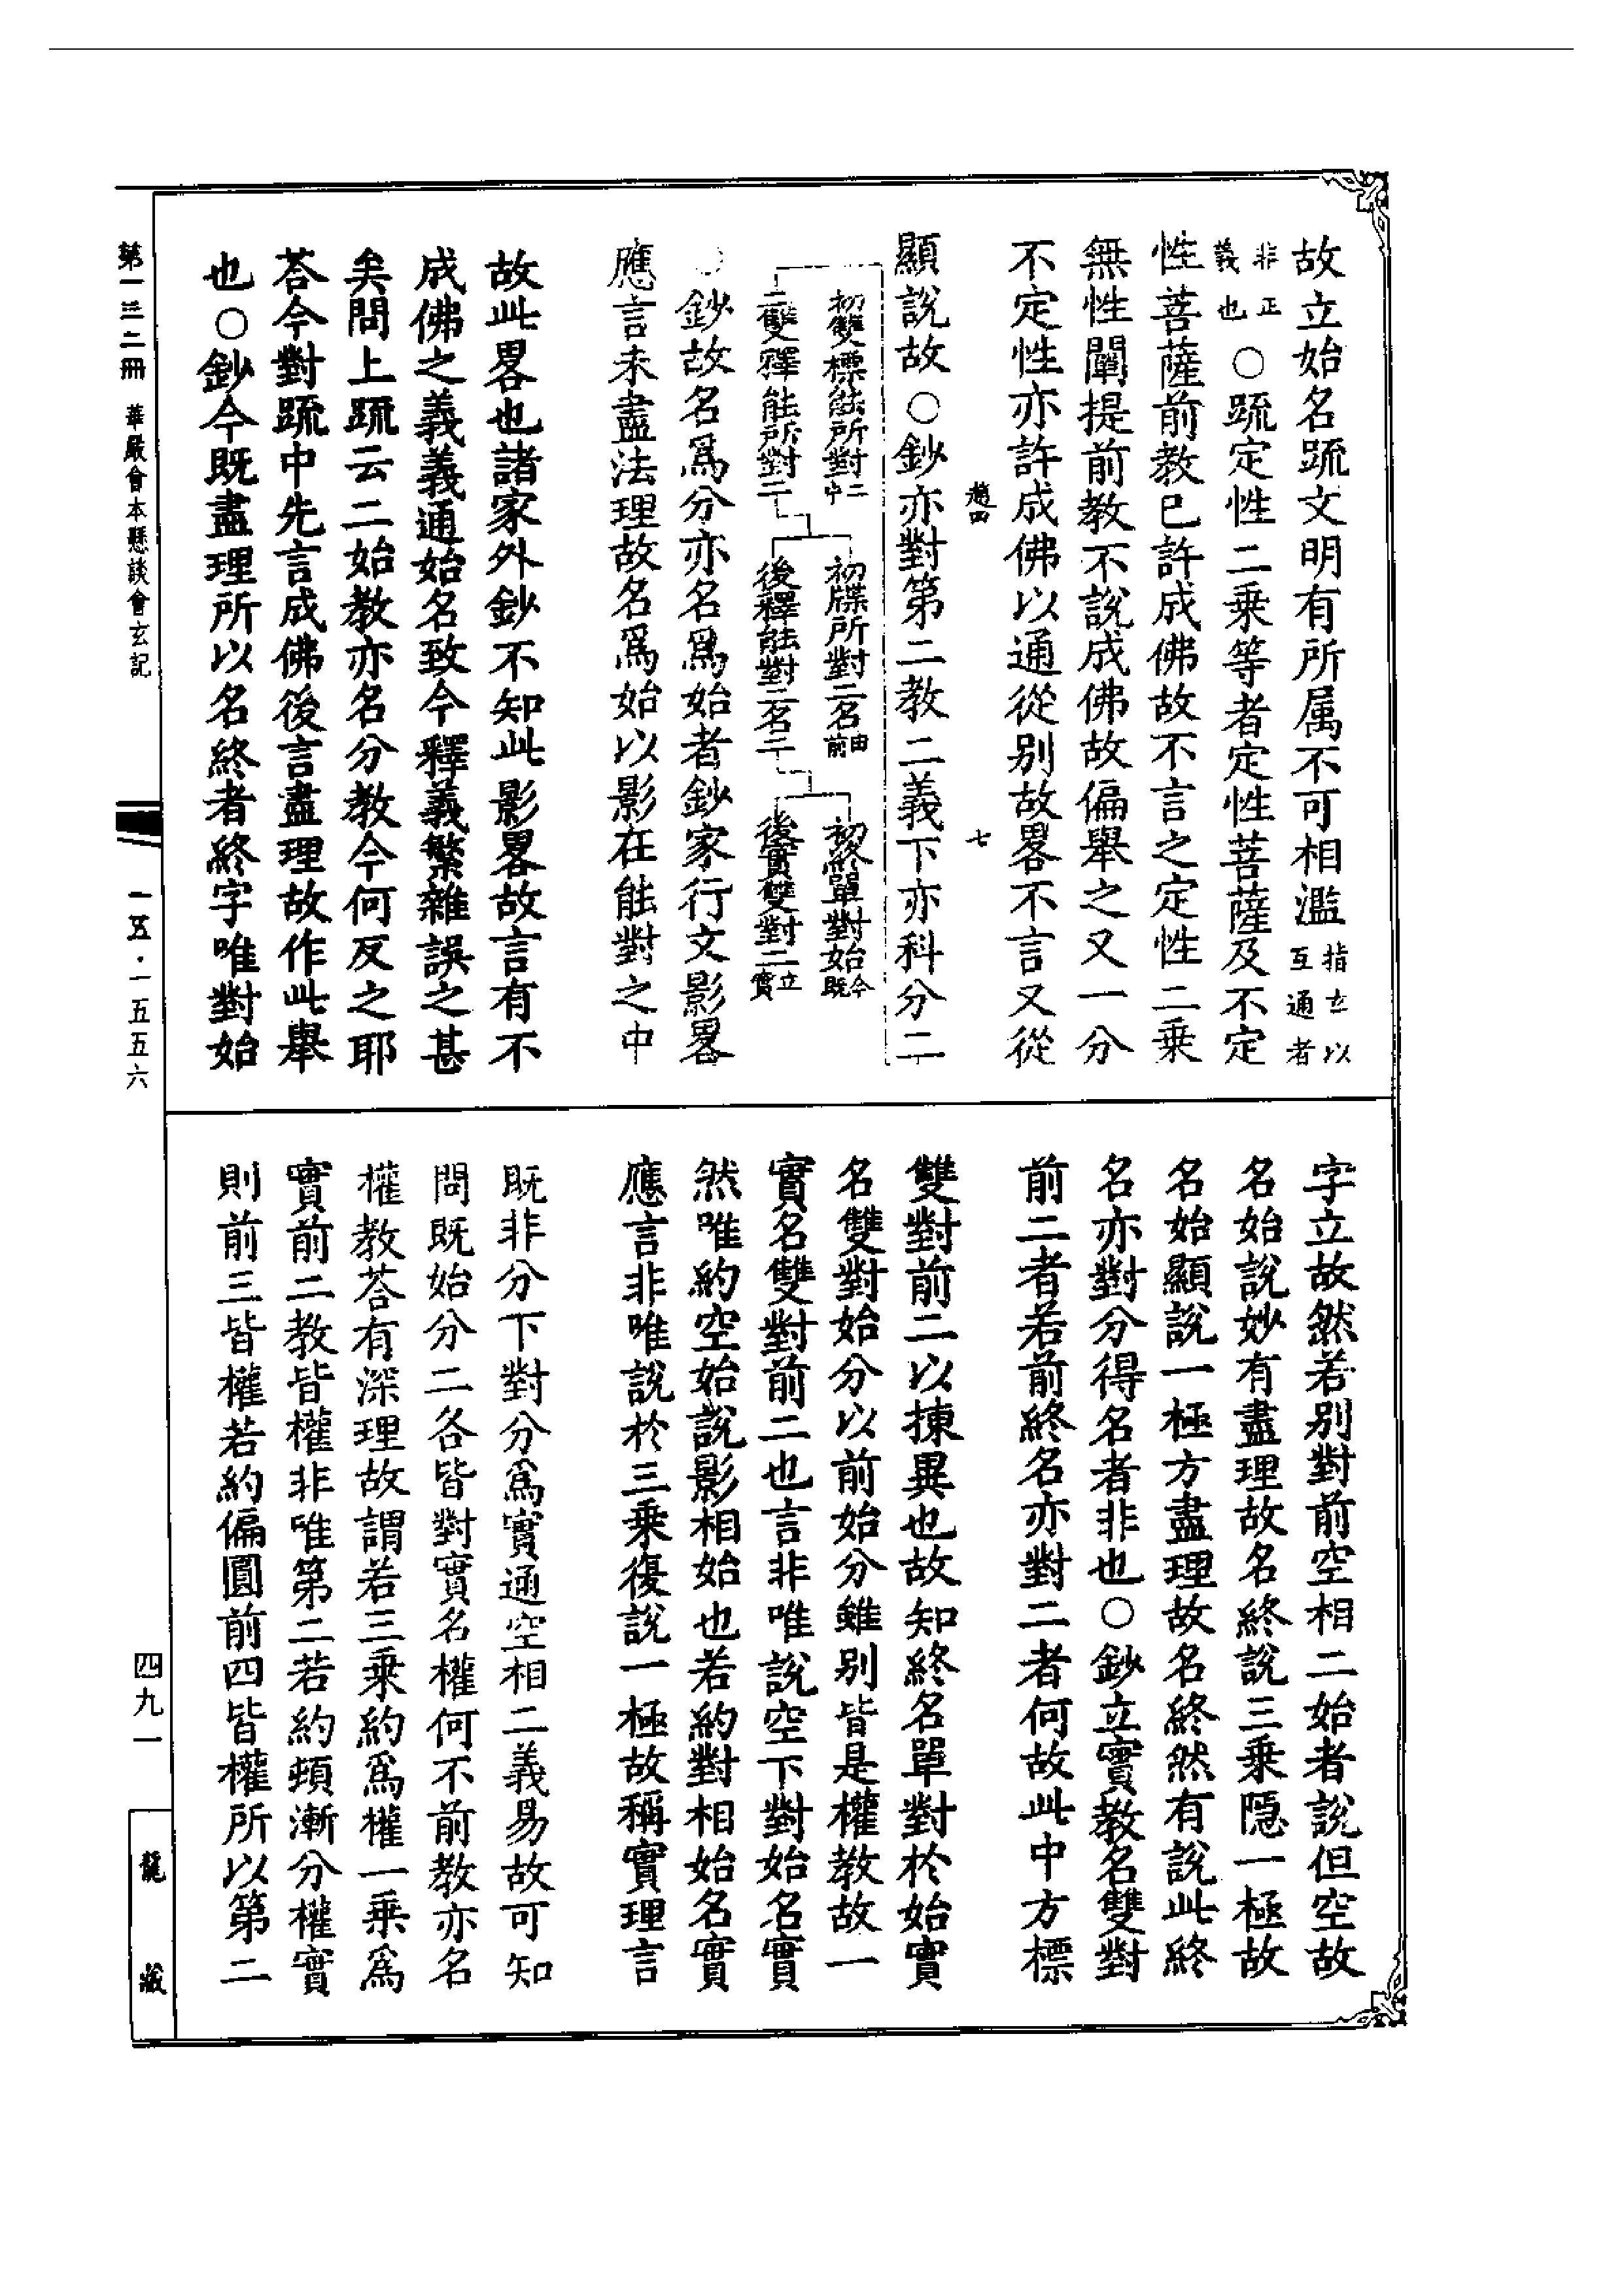 故立始名䟽文明有所属不可相濫指玄以互通者
非正義也○䟽定性二乗等者定性菩薩及不定
性菩薩前教已許成佛故不言之定性二乗
無性闡提前教不說成佛故偏舉之又一分
不定性亦許成佛以通從别故畧不言又從
趙四
七
顯說故○鈔亦對第二教二義下亦科分二
初雙標能所對二中二
二雙釋能所對二
初牒所對二名由前
後釋能對二名二
初終單對始今既
後實雙對二立實
鈔故名爲分亦名爲始者鈔家行文影畧
應言未盡法理故名爲始以影在能對之中
故此畧也諸家外鈔不知此影畧故言有不
成佛之義義通始名致今釋義繁雜誤之甚
矣問上䟽云二始教亦名分教今何反之耶
荅今對䟽中先言成佛後言盡理故作此舉
也○鈔今既盡理所以名終者終字唯對始
字立故然若别對前空相二始者說但空故
名始說妙有盡理故名終說三乗隱一極故
名始顯說一極方盡理故名終然有說此終
名亦對分得名者非也○鈔立實教名雙對
前二者若前終名亦對二者何故此中方標
雙對前二以揀異也故知終名單對於始實
名雙對始分以前始分雖别皆是權教故一
實名雙對前二也言非唯說空下對始名實
然唯約空始說影相始也若約對相始名實
應言非唯說於三乗復說一極故稱實理言
既非分下對分爲實通空相二義易故可知
問既始分二各皆對實名權何不前教亦名
權教荅有深理故謂若三乗約爲權一乗爲
實前二教皆權非唯第二若約頓漸分權實
則前三皆權若約偏圓前四皆權所以第二
第一三二冊　華嚴會本懸談會玄記
一五·一五五六
四九一
龍藏